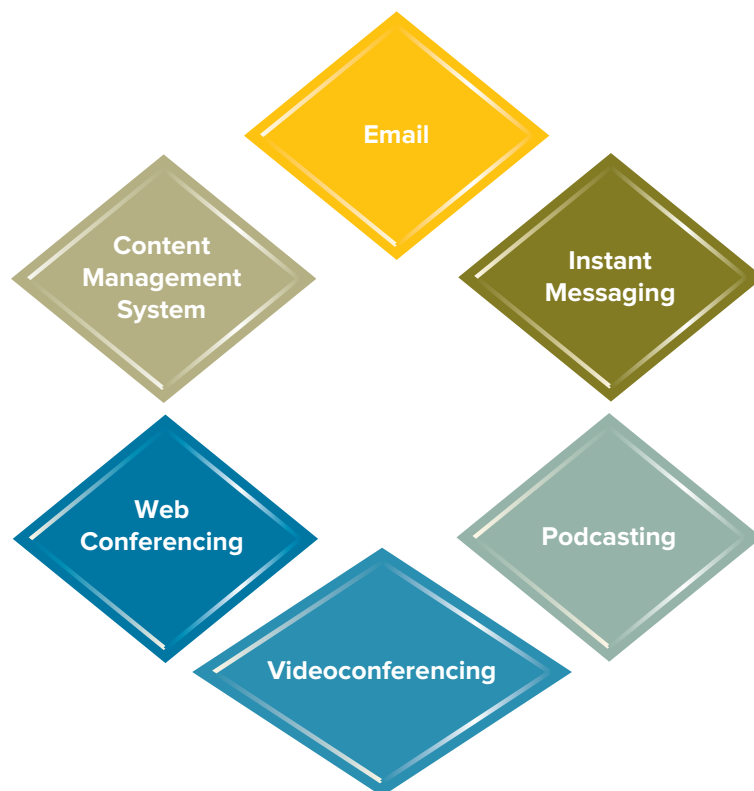 Email
Content
Management
System
Instant
Messaging
Web
Conferencing
Podcasting
Videoconferencing